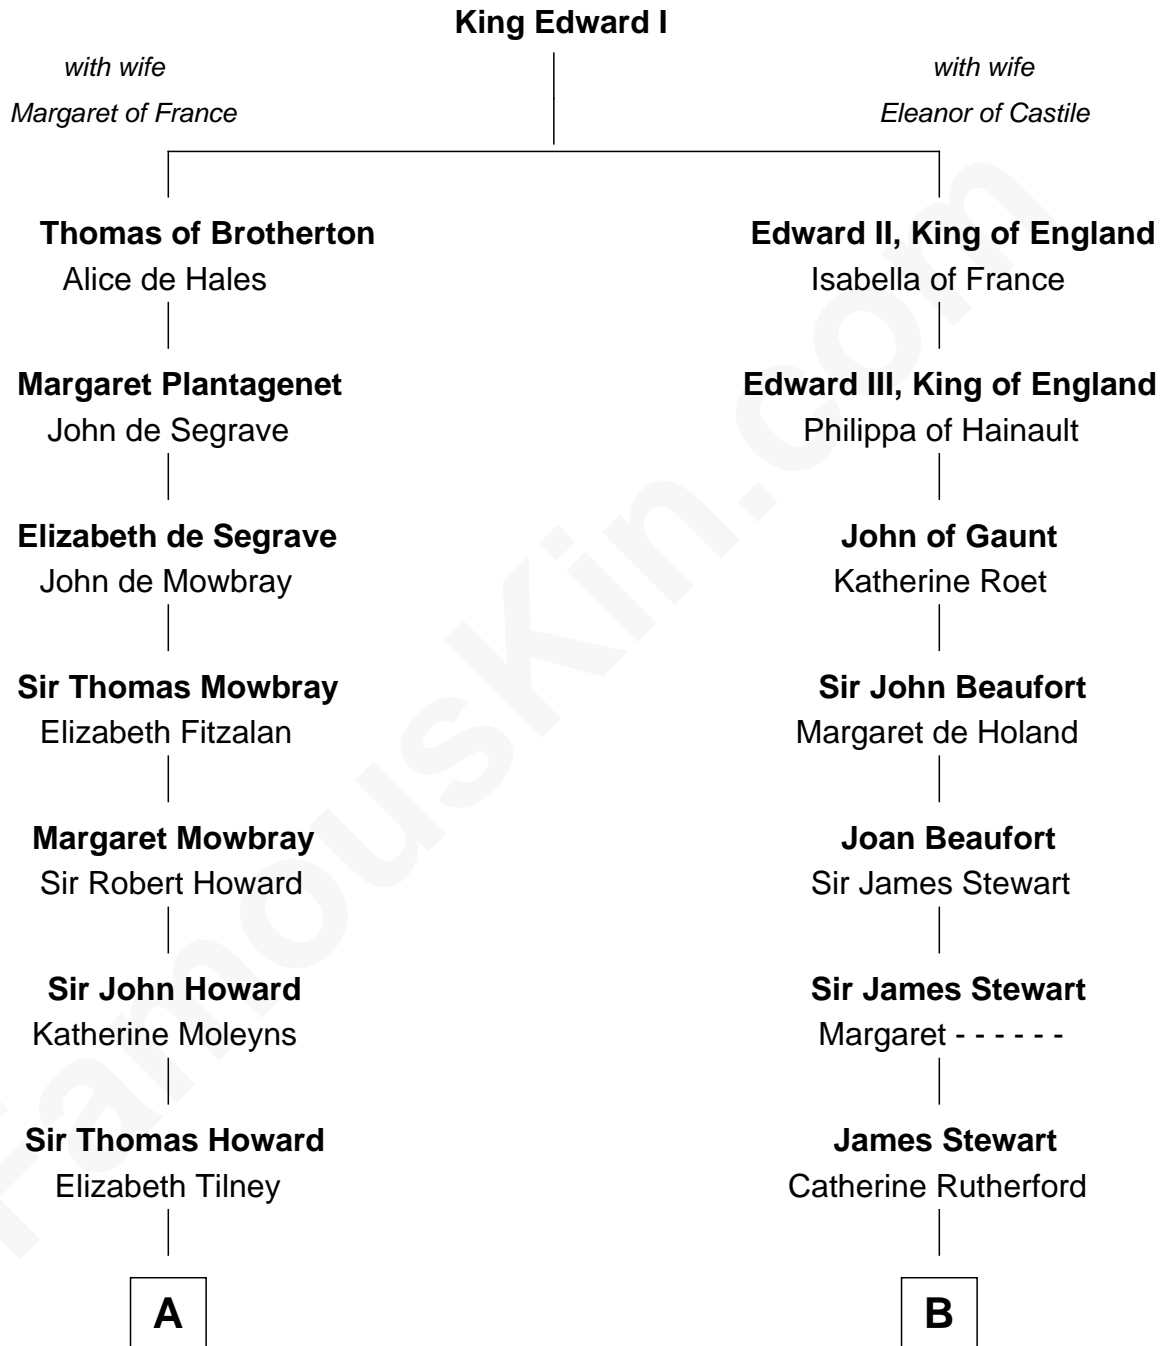 King Edward I
with wife
Margaret of France
with wife
Eleanor of Castile
Thomas of Brotherton
Alice de Hales
Margaret Plantagenet
John de Segrave
Elizabeth de Segrave
John de Mowbray
Sir Thomas Mowbray
Elizabeth Fitzalan
Margaret Mowbray
Sir Robert Howard
Sir John Howard
Katherine Moleyns
Sir Thomas Howard
Elizabeth Tilney
A
Edward II, King of England
Isabella of France
Edward III, King of England
Philippa of Hainault
John of Gaunt
Katherine Roet
Sir John Beaufort
Margaret de Holand
Joan Beaufort
Sir James Stewart
Sir James Stewart
Margaret - - - - - -
James Stewart
Catherine Rutherford
B
FamousKin.com